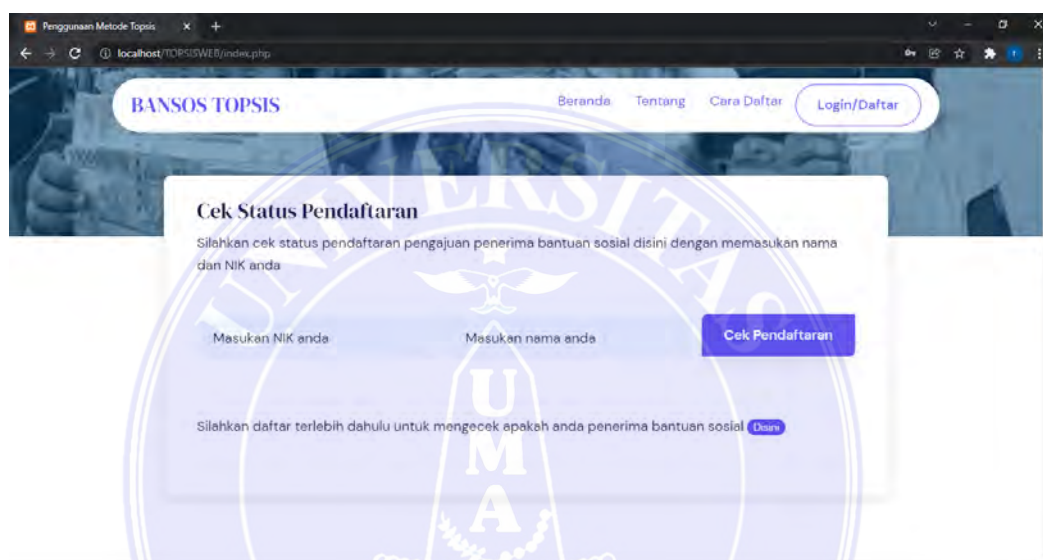 Penggunaan Metode Topsis
localhost/TOPSISWEB/index.php
BANSOS TOPSIS
Beranda
Tentang
Cara Daftar
Login/Daftar
UNIVERSITAS
Cek Status Pendaftaran
Silahkan cek status pendaftaran pengajuan penerima bantuan sosial disini dengan memasukan nama
dan NIK anda
Masukan NIK anda
Masukan nama anda
Cek Pendaftaran
Silahkan daftar terlebih dahulu untuk mengecek apakah anda penerima bantuan sosial Disini
UMA